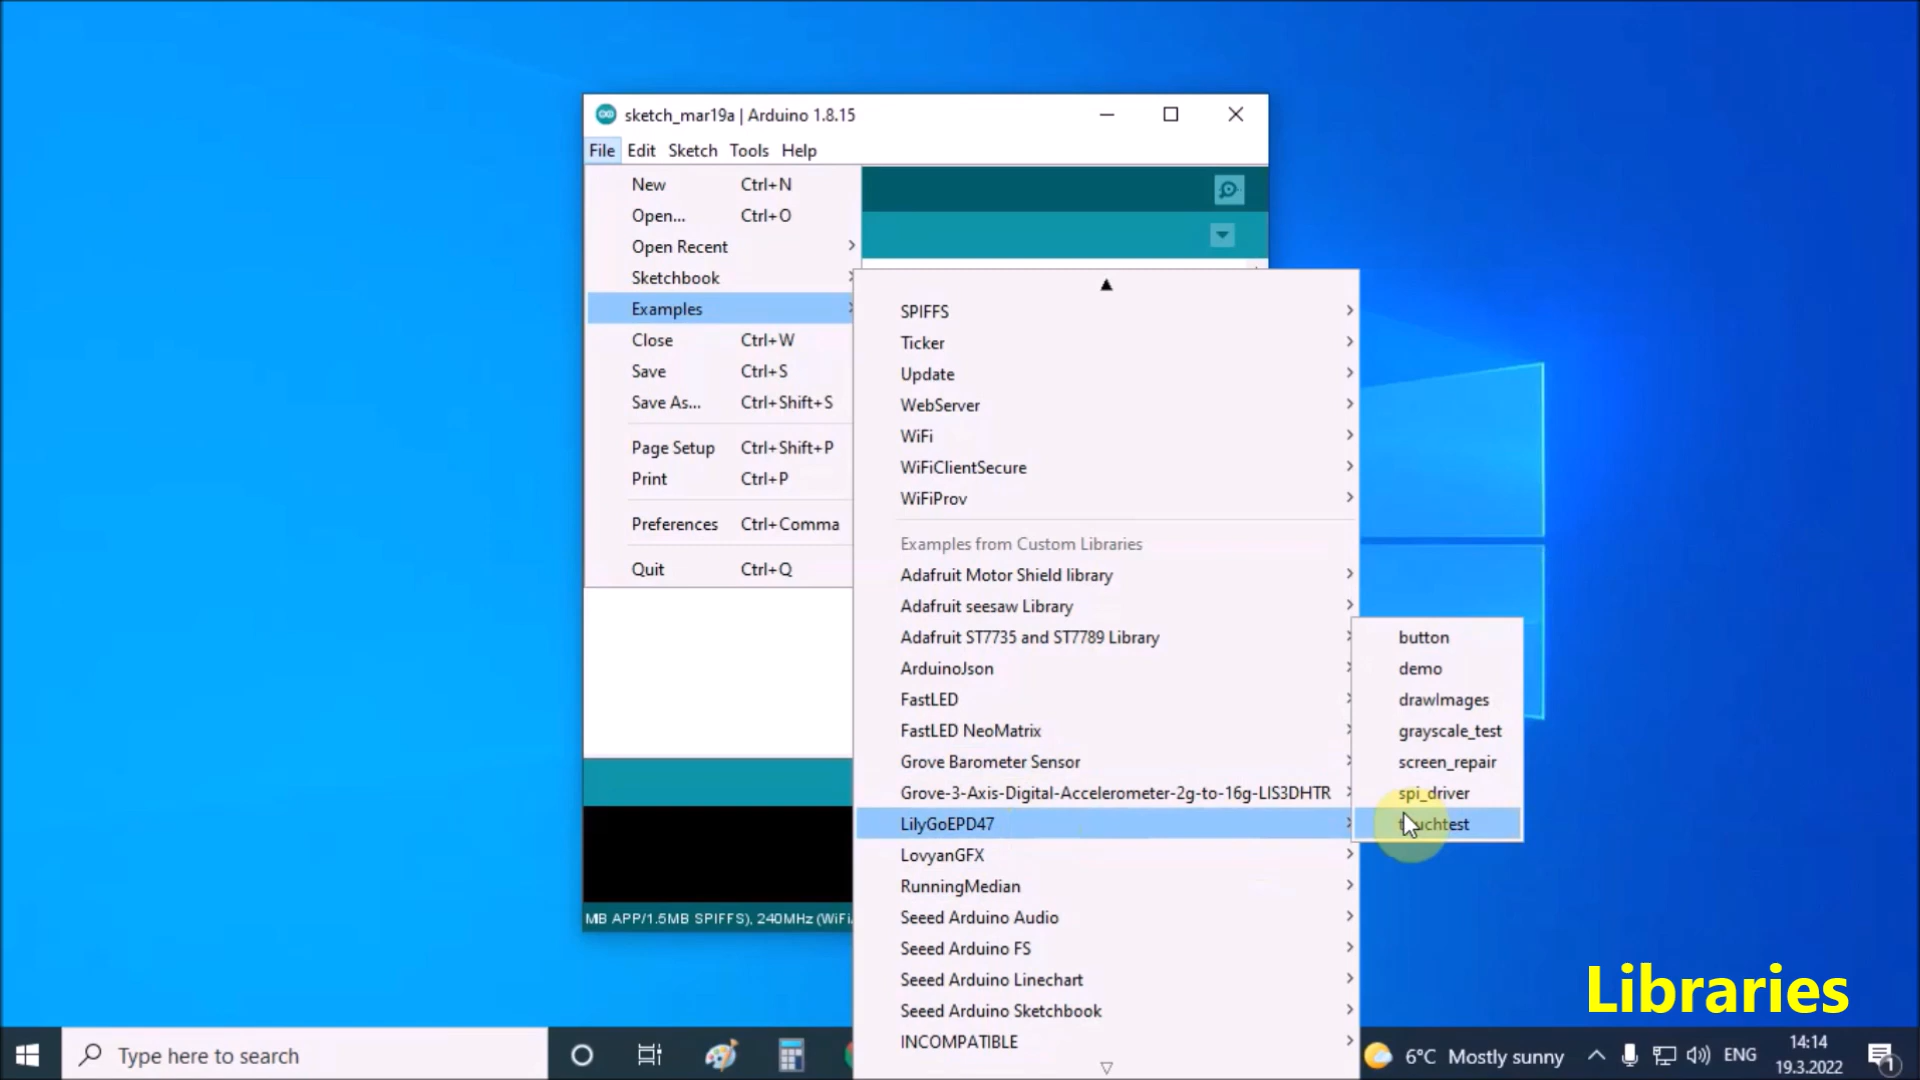 sketch_mar19a | Arduino 1.8.15
File Edit Sketch Tools Help
New Ctrl+N
Open... Ctrl+O
Open Recent
Sketchbook
Examples
Close Ctrl+W
Save Ctrl+S
Save As... Ctrl+Shift+S
Page Setup Ctrl+Shift+P
Print Ctrl+P
Preferences Ctrl+Comma
Quit Ctrl+Q
SPIFFS
Ticker
Update
WebServer
WiFi
WiFiClientSecure
WiFiProv
Examples from Custom Libraries
Adafruit Motor Shield library
Adafruit seesaw Library
Adafruit ST7735 and ST7789 Library
ArduinoJson
FastLED
FastLED NeoMatrix
Grove Barometer Sensor
Grove-3-Axis-Digital-Accelerometer-2g-to-16g-LIS3DHTR
LilyGoEPD47
LovyanGFX
RunningMedian
Seeed Arduino Audio
Seeed Arduino FS
Seeed Arduino Linechart
Seeed Arduino Sketchbook
INCOMPATIBLE
button
demo
drawImages
grayscale_test
screen_repair
spi_driver
touchtest
MB APP/1.5MB SPIFFS), 240MHz (WiFi
Libraries
Type here to search
6°C Mostly sunny
ENG
14:14
19.3.2022
1